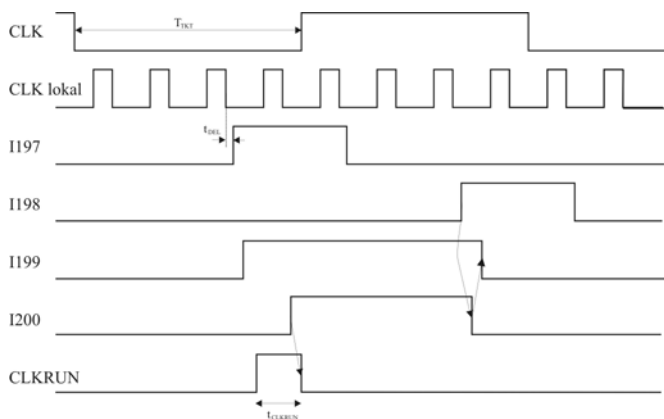 CLK
T_TKT
CLK lokal
t_DEL
I197
I198
I199
I200
CLKRUN
t_CLKRUN